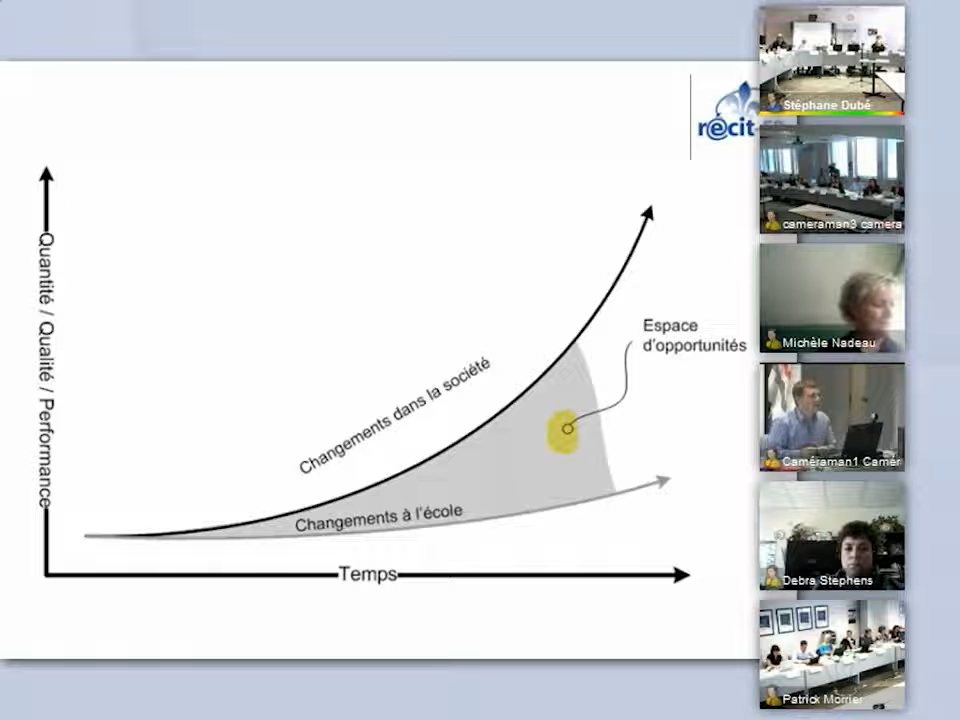 récit
Quantité / Qualité / Performance
Espace
d'opportunités
Changements dans la société
Changements à l'école
Temps
Stéphane Dubé
cameraman3 camera
Michèle Nadeau
Caméraman1 Camér
Debra Stephens
Patrick Morrier